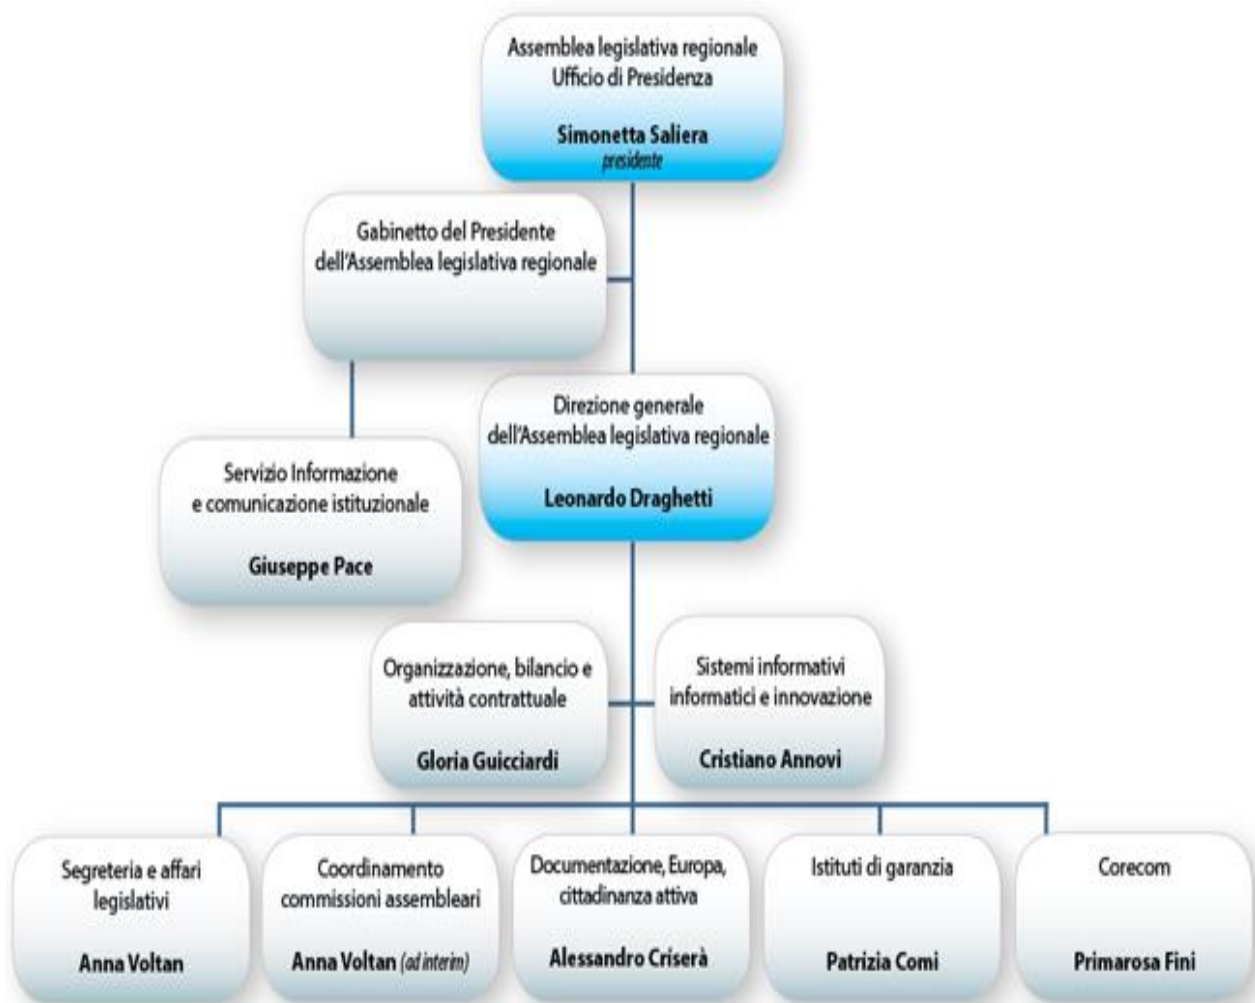 Assemblea legislativa regionale
Ufficio di Presidenza
Simonetta Saliera
presidente
Gabinetto del Presidente
dell'Assemblea legislativa regionale
Direzione generale
dell'Assemblea legislativa regionale
Leonardo Draghetti
Servizio Informazione
e comunicazione istituzionale
Giuseppe Pace
Organizzazione, bilancio e
attività contrattuale
Gloria Guicciardi
Sistemi informativi
informatici e innovazione
Cristiano Annovi
Segreteria e affari
legislativi
Anna Voltan
Coordinamento
commissioni assembleari
Anna Voltan (ad interim)
Documentazione, Europa,
cittadinanza attiva
Alessandro Criserà
Istituti di garanzia
Patrizia Comi
Corecom
Primarosa Fini